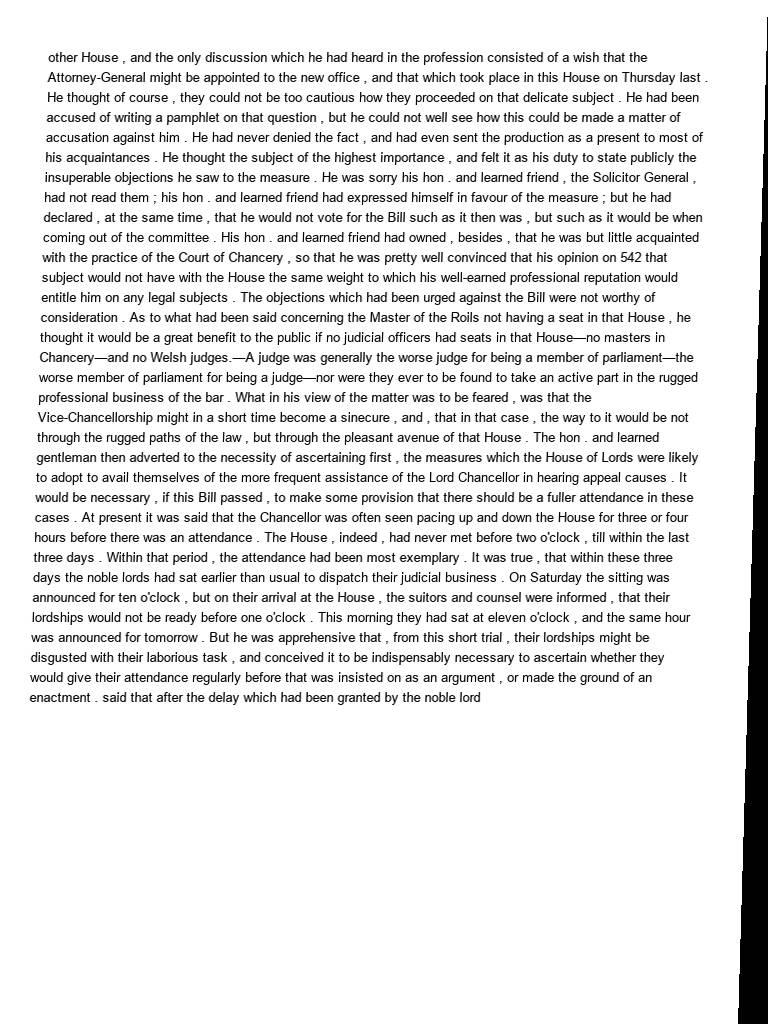 other House , and the only discussion which he had heard in the profession consisted of a wish that the
Attorney-General might be appointed to the new office , and that which took place in this House on Thursday last .
He thought of course , they could not be too cautious how they proceeded on that delicate subject . He had been
accused of writing a pamphlet on that question , but he could not well see how this could be made a matter of
accusation against him . He had never denied the fact , and had even sent the production as a present to most of
his acquaintances . He thought the subject of the highest importance , and felt it as his duty to state publicly the
insuperable objections he saw to the measure . He was sorry his hon . and learned friend , the Solicitor General ,
had not read them ; his hon . and learned friend had expressed himself in favour of the measure ; but he had
declared , at the same time , that he would not vote for the Bill such as it then was , but such as it would be when
coming out of the committee . His hon . and learned friend had owned , besides , that he was but little acquainted
with the practice of the Court of Chancery , so that he was pretty well convinced that his opinion on 542 that
subject would not have with the House the same weight to which his well-earned professional reputation would
entitle him on any legal subjects . The objections which had been urged against the Bill were not worthy of
consideration . As to what had been said concerning the Master of the Roils not having a seat in that House , he
thought it would be a great benefit to the public if no judicial officers had seats in that House—no masters in
Chancery—and no Welsh judges.—A judge was generally the worse judge for being a member of parliament—the
worse member of parliament for being a judge—nor were they ever to be found to take an active part in the rugged
professional business of the bar . What in his view of the matter was to be feared , was that the
Vice-Chancellorship might in a short time become a sinecure , and , that in that case , the way to it would be not
through the rugged paths of the law , but through the pleasant avenue of that House . The hon . and learned
gentleman then adverted to the necessity of ascertaining first , the measures which the House of Lords were likely
to adopt to avail themselves of the more frequent assistance of the Lord Chancellor in hearing appeal causes . It
would be necessary , if this Bill passed , to make some provision that there should be a fuller attendance in these
cases . At present it was said that the Chancellor was often seen pacing up and down the House for three or four
hours before there was an attendance . The House , indeed , had never met before two o'clock , till within the last
three days . Within that period , the attendance had been most exemplary . It was true , that within these three
days the noble lords had sat earlier than usual to dispatch their judicial business . On Saturday the sitting was
announced for ten o'clock , but on their arrival at the House , the suitors and counsel were informed , that their
lordships would not be ready before one o'clock . This morning they had sat at eleven o'clock , and the same hour
was announced for tomorrow . But he was apprehensive that , from this short trial , their lordships might be
disgusted with their laborious task , and conceived it to be indispensably necessary to ascertain whether they
would give their attendance regularly before that was insisted on as an argument , or made the ground of an
enactment . said that after the delay which had been granted by the noble lord